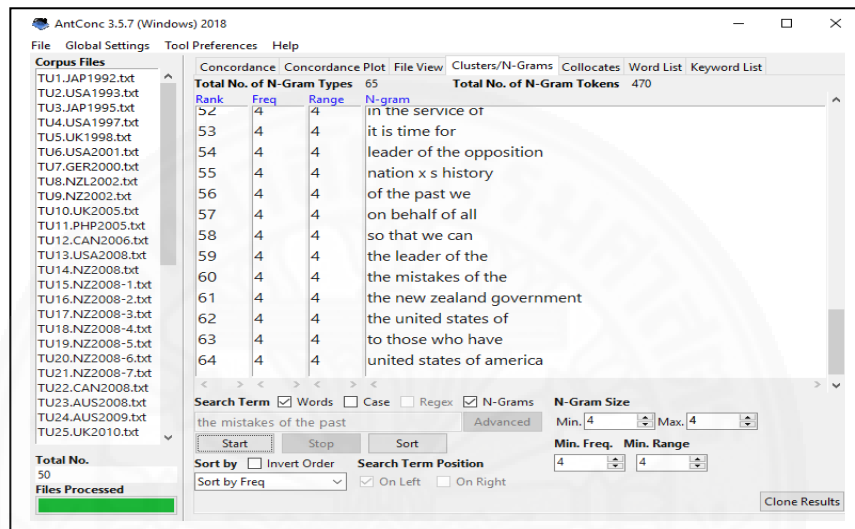 AntConc 3.5.7 (Windows) 2018
File Global Settings Tool Preferences Help
Corpus Files
TU1.JAP1992.txt
TU2.USA1993.txt
TU3.JAP1995.txt
TU4.USA1997.txt
TU5.UK1998.txt
TU6.USA2001.txt
TU7.GER2000.txt
TU8.NZL2002.txt
TU9.NZ2002.txt
TU10.UK2005.txt
TU11.PHP2005.txt
TU12.CAN2006.txt
TU13.USA2008.txt
TU14.NZ2008.txt
TU15.NZ2008-1.txt
TU16.NZ2008-2.txt
TU17.NZ2008-3.txt
TU18.NZ2008-4.txt
TU19.NZ2008-5.txt
TU20.NZ2008-6.txt
TU21.NZ2008-7.txt
TU22.CAN2008.txt
TU23.AUS2008.txt
TU24.AUS2009.txt
TU25.UK2010.txt
Total No.
50
Files Processed
Concordance Concordance Plot File View Clusters/N-Grams Collocates Word List Keyword List
Total No. of N-Gram Types 65 Total No. of N-Gram Tokens 470
Rank Freq Range N-gram
52 4 4 in the service of
53 4 4 it is time for
54 4 4 leader of the opposition
55 4 4 nation x s history
56 4 4 of the past we
57 4 4 on behalf of all
58 4 4 so that we can
59 4 4 the leader of the
60 4 4 the mistakes of the
61 4 4 the new zealand government
62 4 4 the united states of
63 4 4 to those who have
64 4 4 united states of america
Search Term Words Case Regex N-Grams N-Gram Size
the mistakes of the past Advanced Min. 4 Max. 4
Start Stop Sort Min. Freq. Min. Range
4 4
Sort by Invert Order Search Term Position
Sort by Freq On Left On Right
Clone Results